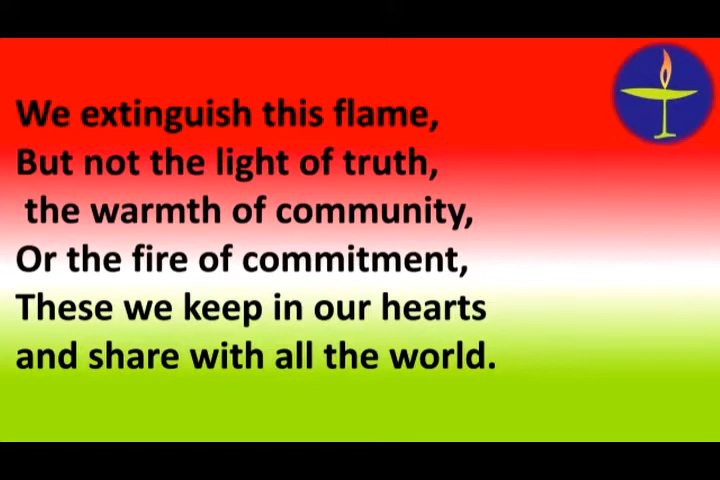 We extinguish this flame,
But not the light of truth,
the warmth of community,
Or the fire of commitment,
These we keep in our hearts
and share with all the world.